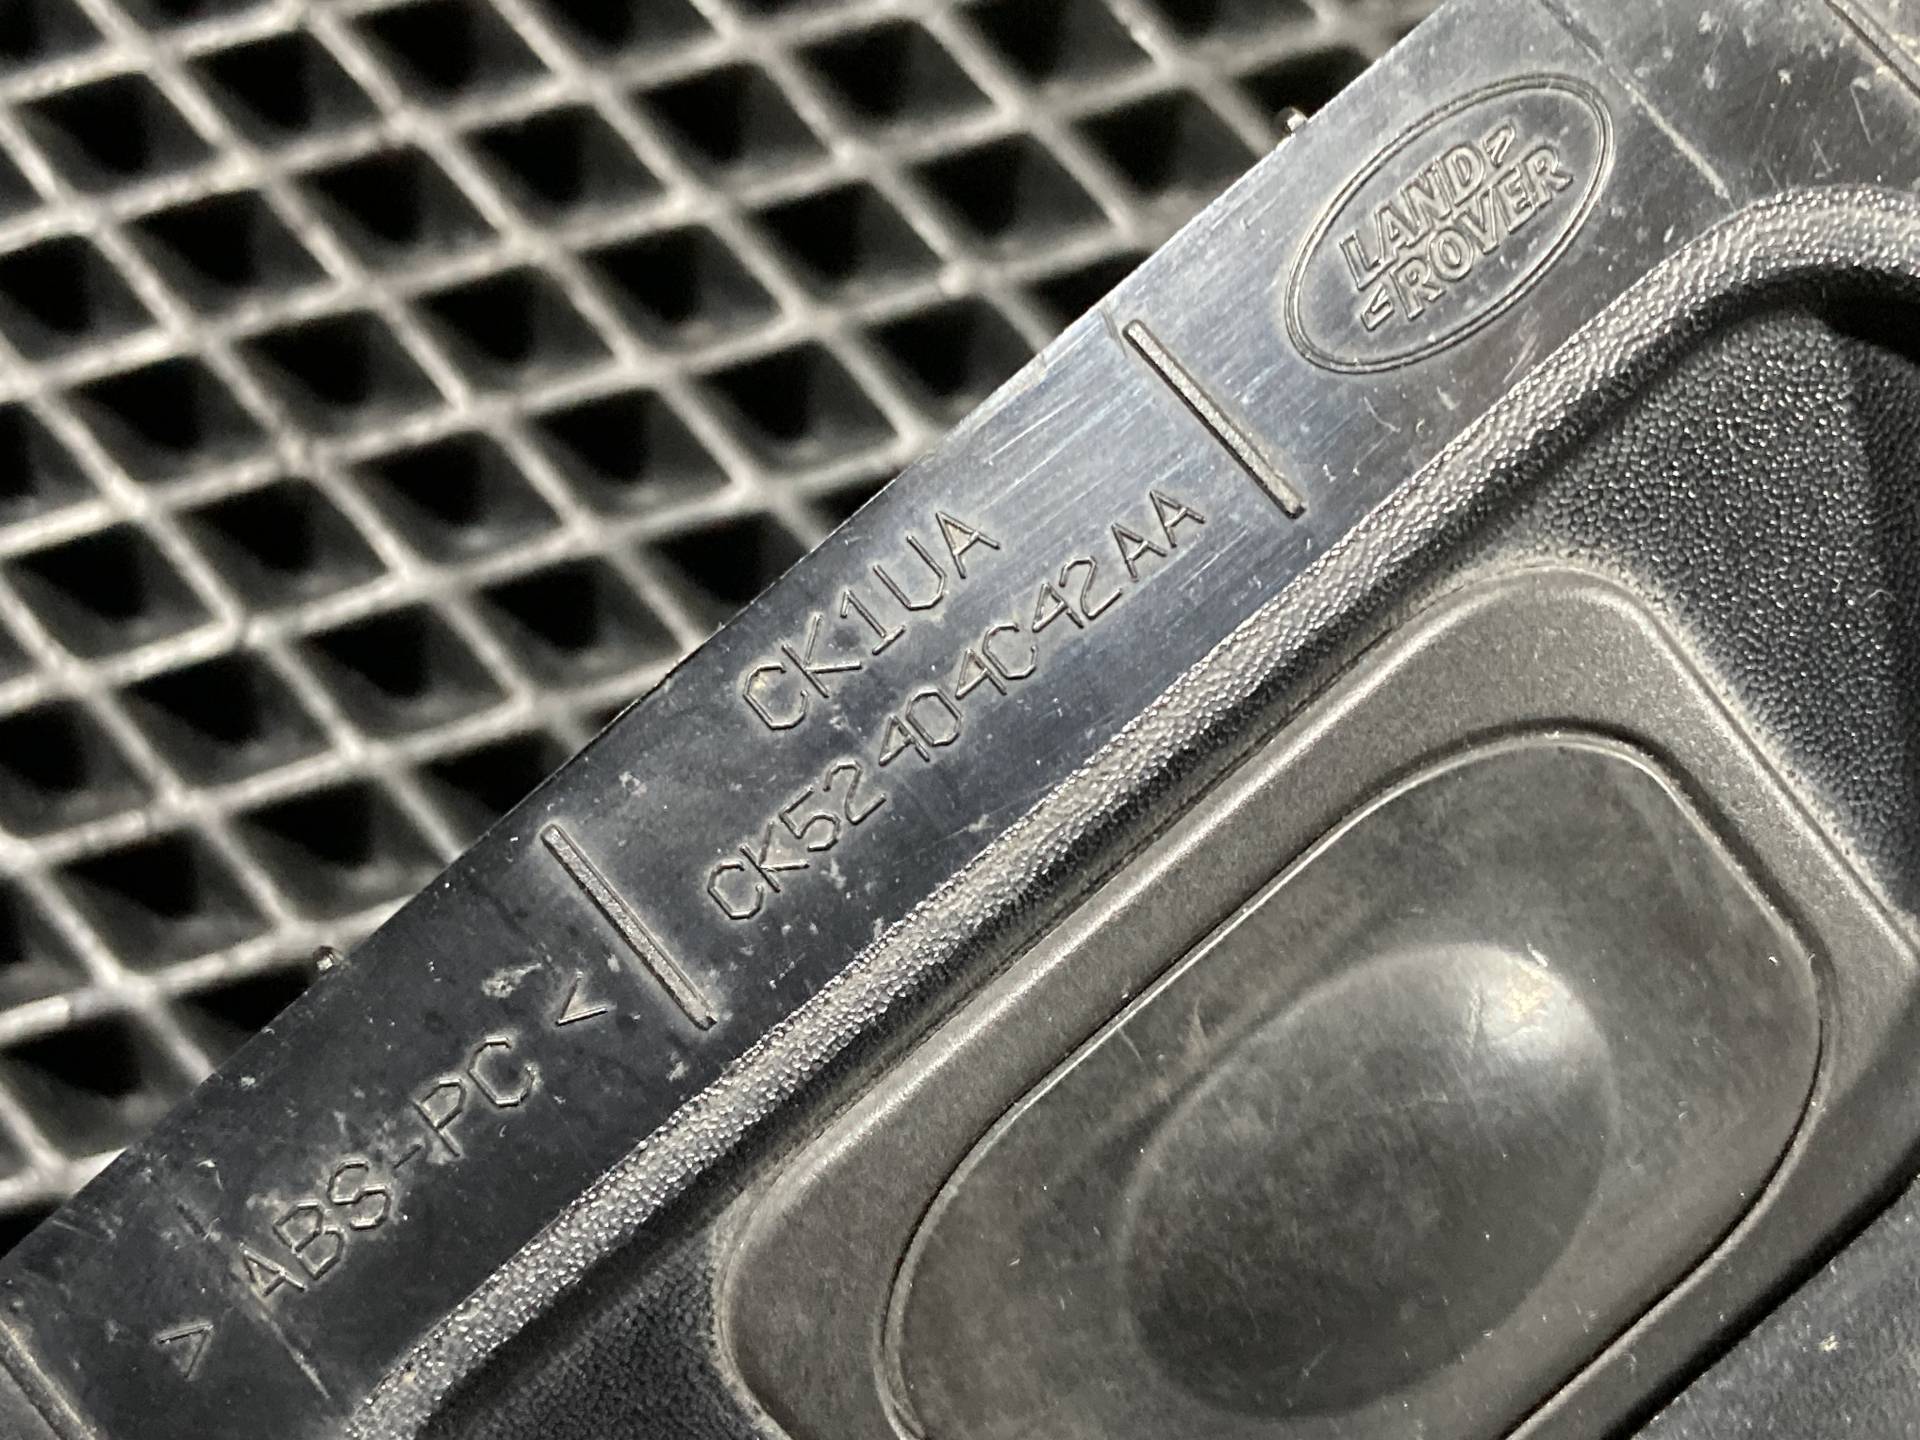 LAND
ROVER
CK1UA
CK52404C42AA
> ABS-PC <